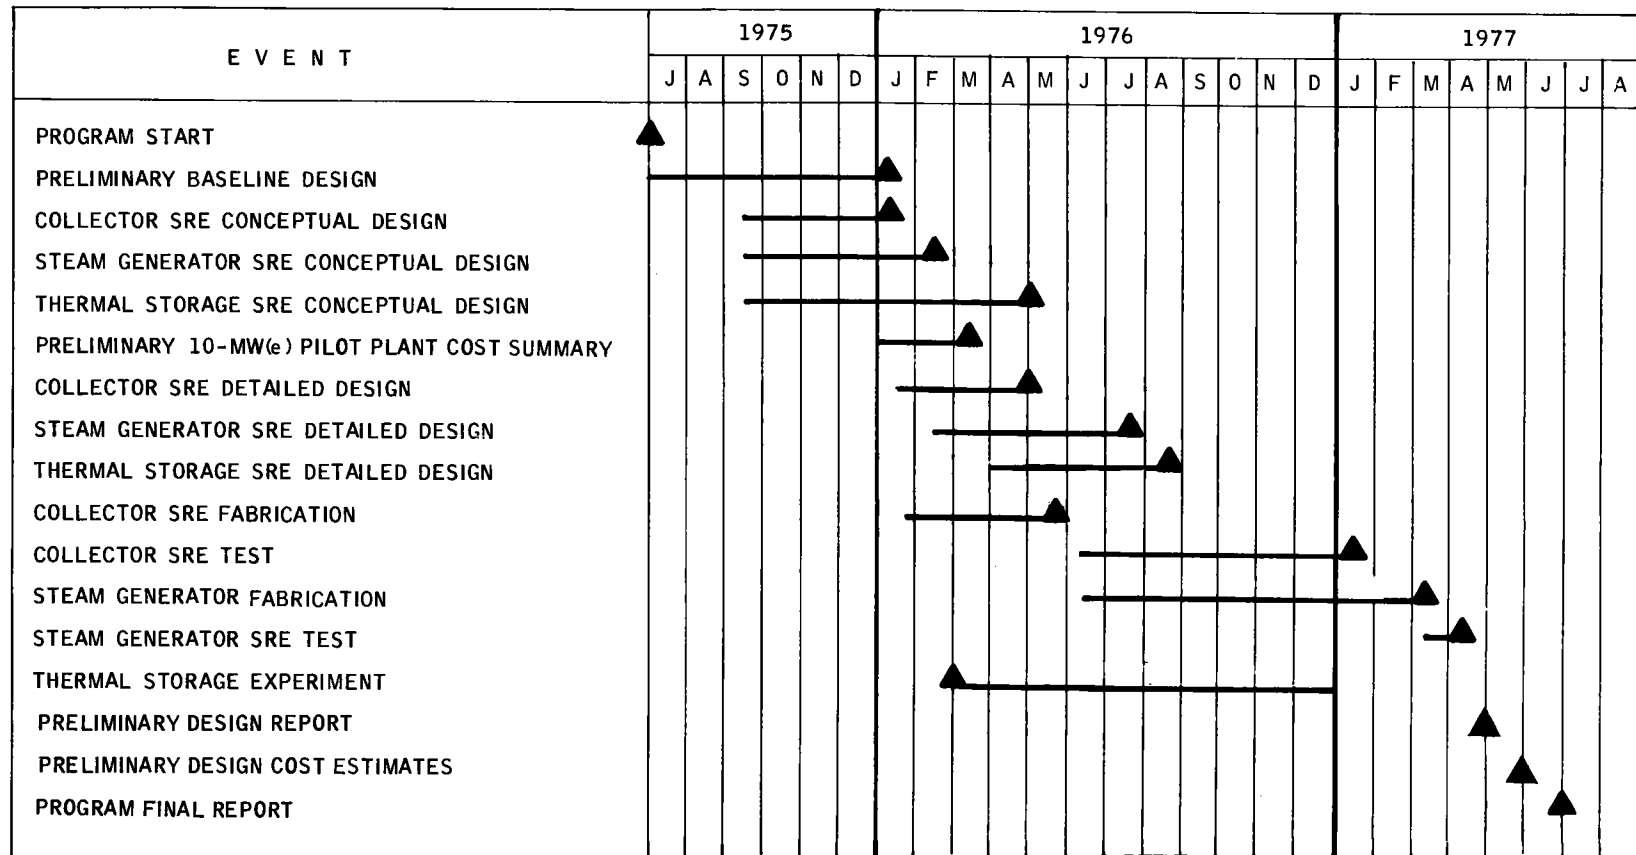 1975 1976 1977
E V E N T
J A S O N D J F M A M J J A S O N D J F M A M J J A
PROGRAM START
PRELIMINARY BASELINE DESIGN
COLLECTOR SRE CONCEPTUAL DESIGN
STEAM GENERATOR SRE CONCEPTUAL DESIGN
THERMAL STORAGE SRE CONCEPTUAL DESIGN
PRELIMINARY 10-MW(e) PILOT PLANT COST SUMMARY
COLLECTOR SRE DETAILED DESIGN
STEAM GENERATOR SRE DETAILED DESIGN
THERMAL STORAGE SRE DETAILED DESIGN
COLLECTOR SRE FABRICATION
COLLECTOR SRE TEST
STEAM GENERATOR FABRICATION
STEAM GENERATOR SRE TEST
THERMAL STORAGE EXPERIMENT
PRELIMINARY DESIGN REPORT
PRELIMINARY DESIGN COST ESTIMATES
PROGRAM FINAL REPORT